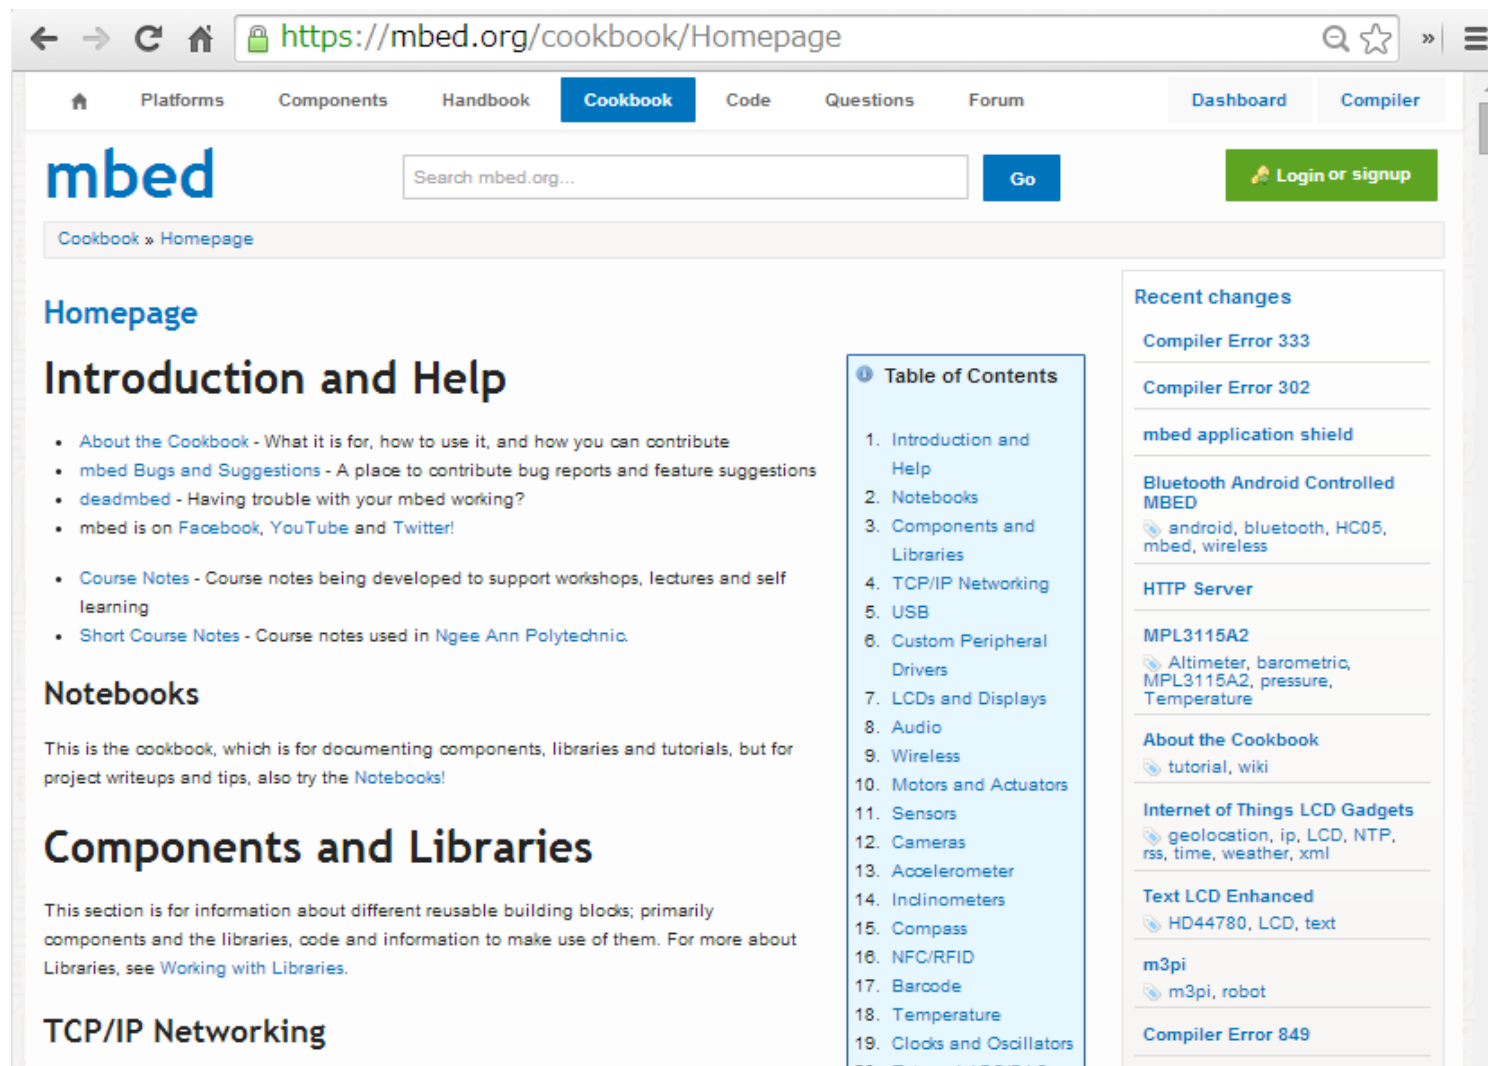 https://mbed.org/cookbook/Homepage
»
Platforms Components Handbook Cookbook Code Questions Forum Dashboard Compiler
mbed
Search mbed.org...
Go
Login or signup
Cookbook » Homepage
Homepage
Introduction and Help
• About the Cookbook - What it is for, how to use it, and how you can contribute
• mbed Bugs and Suggestions - A place to contribute bug reports and feature suggestions
• deadmbed - Having trouble with your mbed working?
• mbed is on Facebook, YouTube and Twitter!
• Course Notes - Course notes being developed to support workshops, lectures and self
learning
• Short Course Notes - Course notes used in Ngee Ann Polytechnic.
Notebooks
This is the cookbook, which is for documenting components, libraries and tutorials, but for
project writeups and tips, also try the Notebooks!
Components and Libraries
This section is for information about different reusable building blocks; primarily
components and the libraries, code and information to make use of them. For more about
Libraries, see Working with Libraries.
TCP/IP Networking
Table of Contents
1. Introduction and
Help
2. Notebooks
3. Components and
Libraries
4. TCP/IP Networking
5. USB
6. Custom Peripheral
Drivers
7. LCDs and Displays
8. Audio
9. Wireless
10. Motors and Actuators
11. Sensors
12. Cameras
13. Accelerometer
14. Inclinometers
15. Compass
16. NFC/RFID
17. Barcode
18. Temperature
19. Clocks and Oscillators
Recent changes
Compiler Error 333
Compiler Error 302
mbed application shield
Bluetooth Android Controlled
MBED
android, bluetooth, HC05,
mbed, wireless
HTTP Server
MPL3115A2
Altimeter, barometric,
MPL3115A2, pressure,
Temperature
About the Cookbook
tutorial, wiki
Internet of Things LCD Gadgets
geolocation, ip, LCD, NTP,
rss, time, weather, xml
Text LCD Enhanced
HD44780, LCD, text
m3pi
m3pi, robot
Compiler Error 849